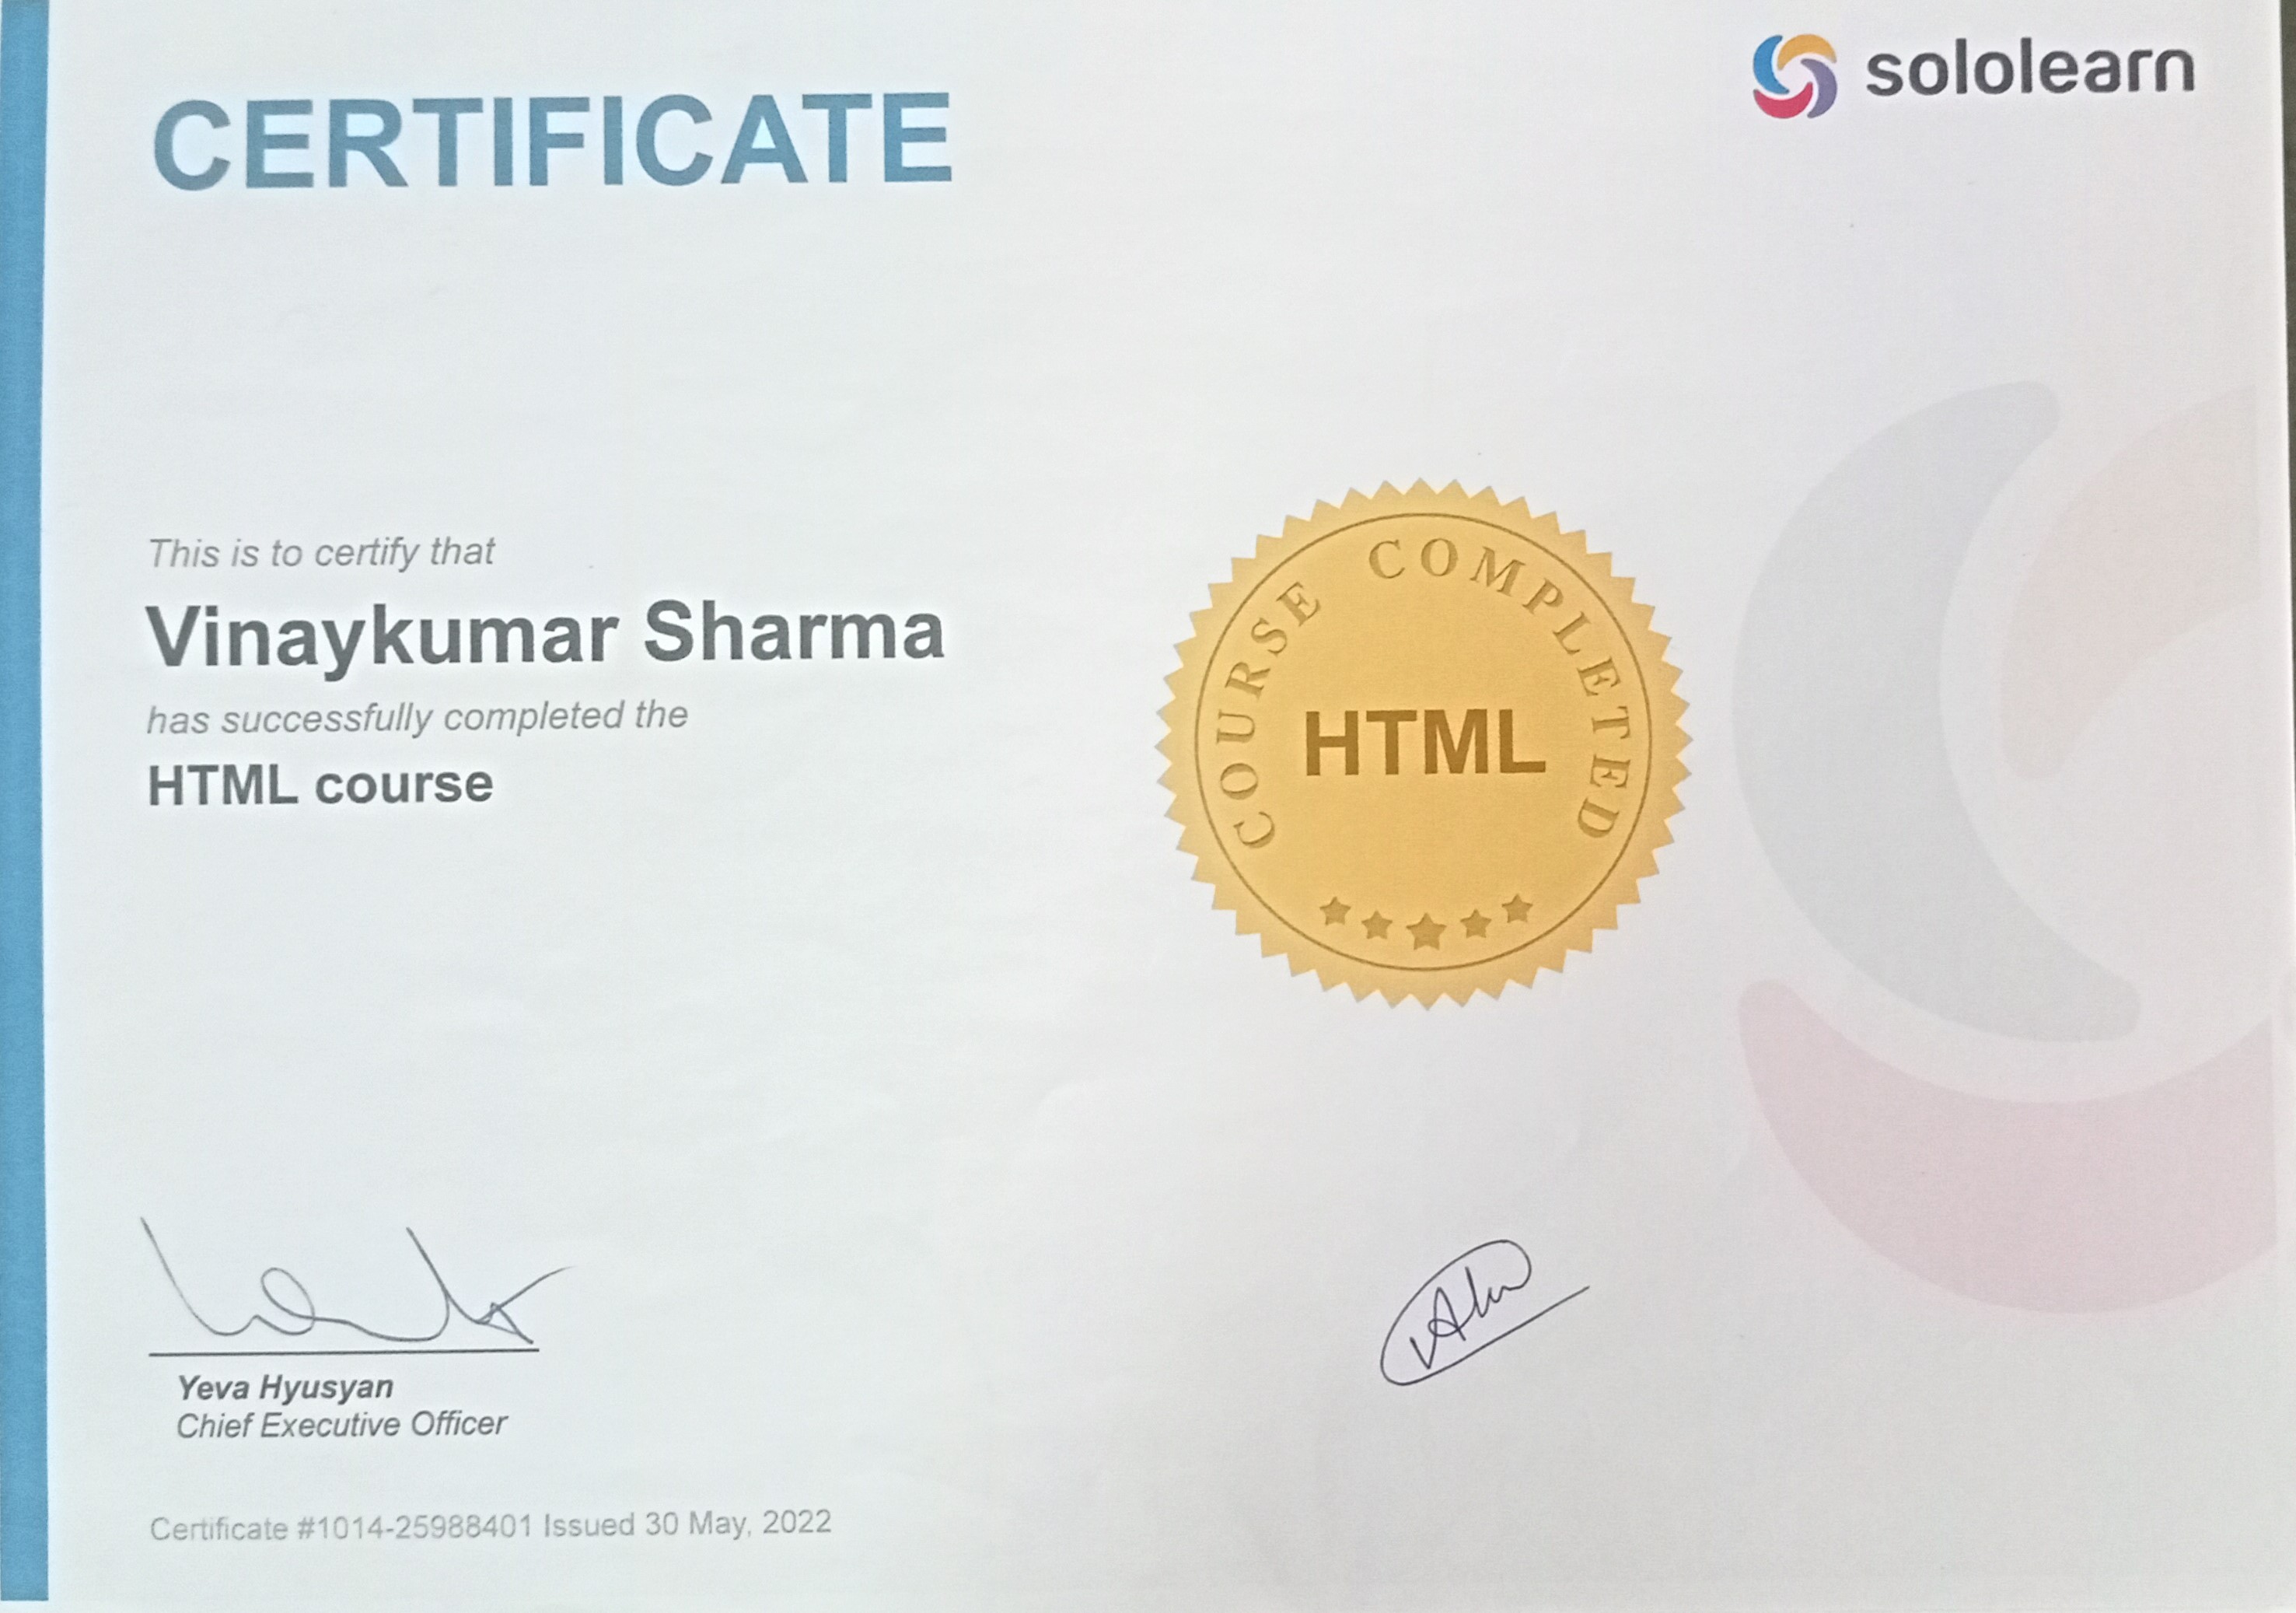 sololearn
CERTIFICATE
This is to certify that
Vinaykumar Sharma
has successfully completed the
HTML course
COURSE COMPLETED
HTML
Yeva Hyusyan
Chief Executive Officer
Certificate #1014-25988401 Issued 30 May, 2022